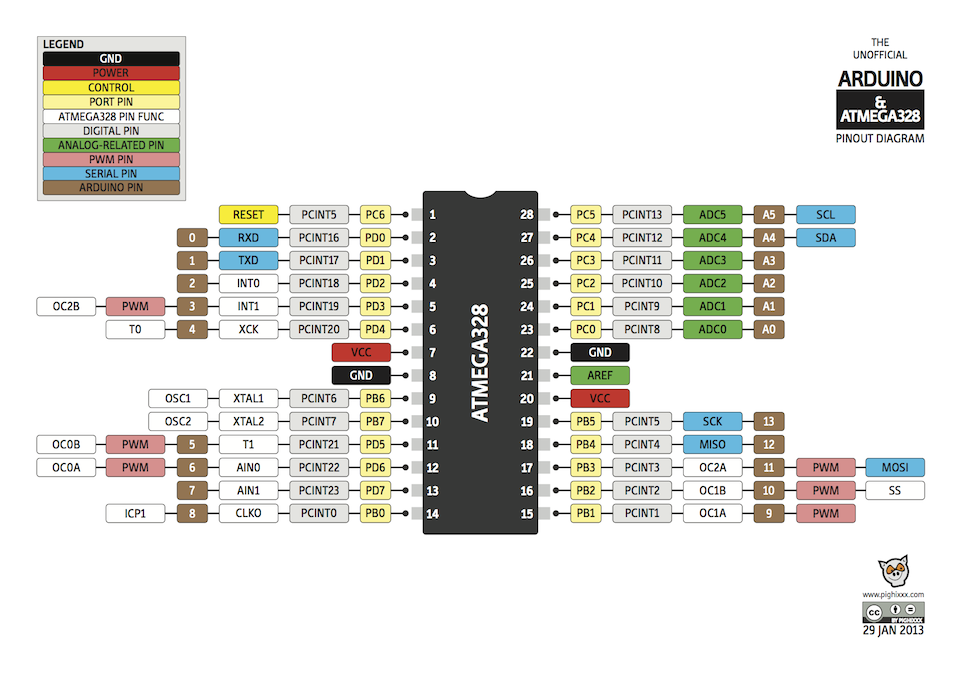 LEGEND
GND
POWER
CONTROL
PORT PIN
ATMEGA328 PIN FUNC
DIGITAL PIN
ANALOG-RELATED PIN
PWM PIN
SERIAL PIN
ARDUINO PIN
THE
UNOFFICIAL
ARDUINO
&
ATMEGA328
PINOUT DIAGRAM
RESET PCINT5 PC6 1 28 PC5 PCINT13 ADC5 A5 SCL
0 RXD PCINT16 PD0 2 27 PC4 PCINT12 ADC4 A4 SDA
1 TXD PCINT17 PD1 3 26 PC3 PCINT11 ADC3 A3
2 INT0 PCINT18 PD2 4 25 PC2 PCINT10 ADC2 A2
OC2B PWM 3 INT1 PCINT19 PD3 5 24 PC1 PCINT9 ADC1 A1
T0 4 XCK PCINT20 PD4 6 23 PC0 PCINT8 ADC0 A0
VCC 7 22 GND
GND 8 21 AREF
OSC1 XTAL1 PCINT6 PB6 9 20 VCC
OSC2 XTAL2 PCINT7 PB7 10 19 PB5 PCINT5 SCK 13
OC0B PWM 5 T1 PCINT21 PD5 11 18 PB4 PCINT4 MISO 12
OC0A PWM 6 AIN0 PCINT22 PD6 12 17 PB3 PCINT3 OC2A 11 PWM MOSI
7 AIN1 PCINT23 PD7 13 16 PB2 PCINT2 OC1B 10 PWM SS
ICP1 8 CLKO PCINT0 PB0 14 15 PB1 PCINT1 OC1A 9 PWM
ATMEGA328
www.pighixxx.com
cc
BY PIGHIXXX
29 JAN 2013